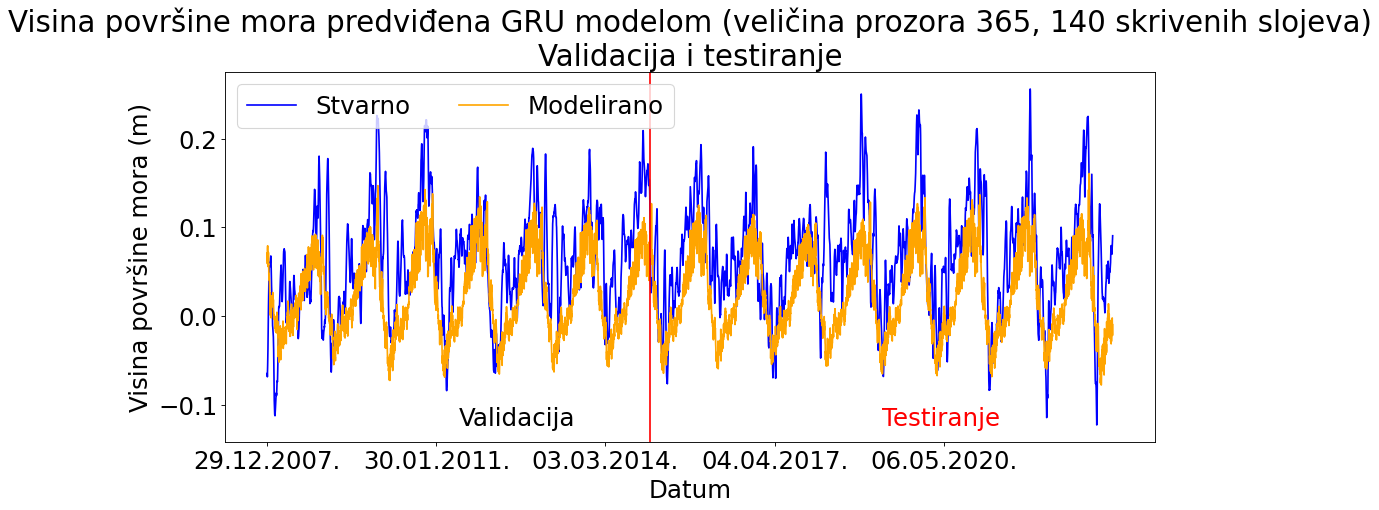 Visina površine mora predviđena GRU modelom (veličina prozora 365, 140 skrivenih slojeva)
Validacija i testiranje
Stvarno
Modelirano
Visina površine mora (m)
0.2
0.1
0.0
−0.1
Validacija
Testiranje
29.12.2007.
30.01.2011.
03.03.2014.
04.04.2017.
06.05.2020.
Datum